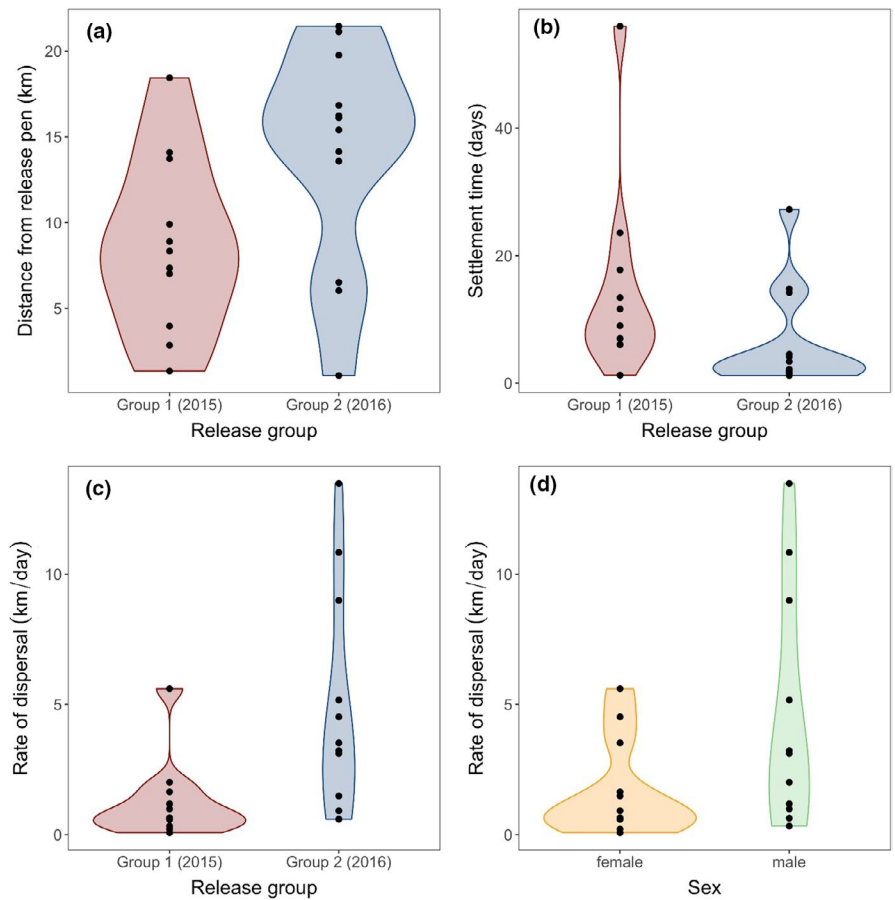 (a)
Distance from release pen (km)
20
15
10
5
Group 1 (2015) Group 2 (2016)
Release group
(b)
Settlement time (days)
40
20
0
Group 1 (2015) Group 2 (2016)
Release group
(c)
Rate of dispersal (km/day)
10
5
0
Group 1 (2015) Group 2 (2016)
Release group
(d)
Rate of dispersal (km/day)
10
5
0
female male
Sex